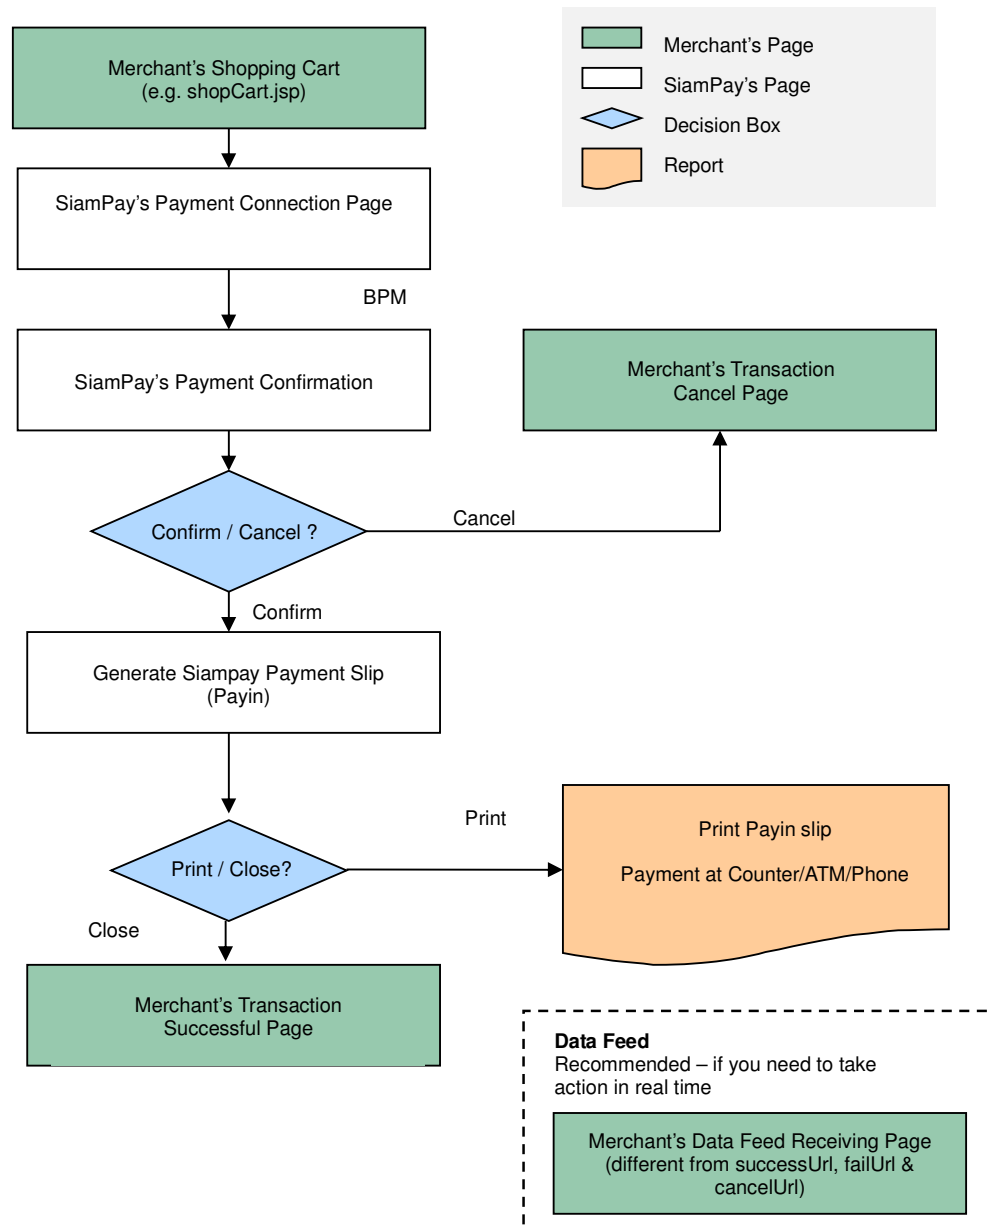 Merchant's Shopping Cart
(e.g. shopCart.jsp)
Merchant's Page
SiamPay's Page
Decision Box
Report
SiamPay's Payment Connection Page
BPM
SiamPay's Payment Confirmation
Merchant's Transaction
Cancel Page
Confirm / Cancel ?
Cancel
Confirm
Generate Siampay Payment Slip
(Payin)
Print / Close?
Print
Print Payin slip
Payment at Counter/ATM/Phone
Close
Merchant's Transaction
Successful Page
Data Feed
Recommended – if you need to take
action in real time
Merchant's Data Feed Receiving Page
(different from successUrl, failUrl &
cancelUrl)